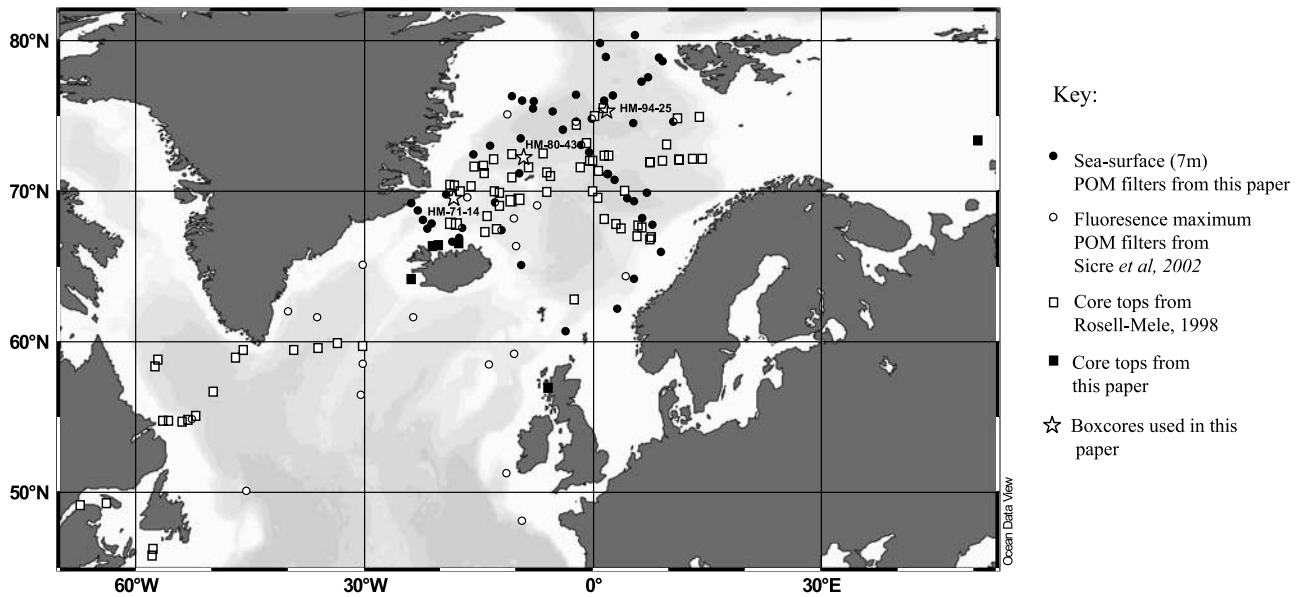 80°N
70°N
60°N
50°N
60°W
30°W
0°
30°E
HM-94-25
HM-80-43
HM-71-14
Ocean Data View
Key:
Sea-surface (7m)
POM filters from this paper
Fluoresence maximum
POM filters from
Sicre et al, 2002
Core tops from
Rosell-Mele, 1998
Core tops from
this paper
Boxcores used in this
paper